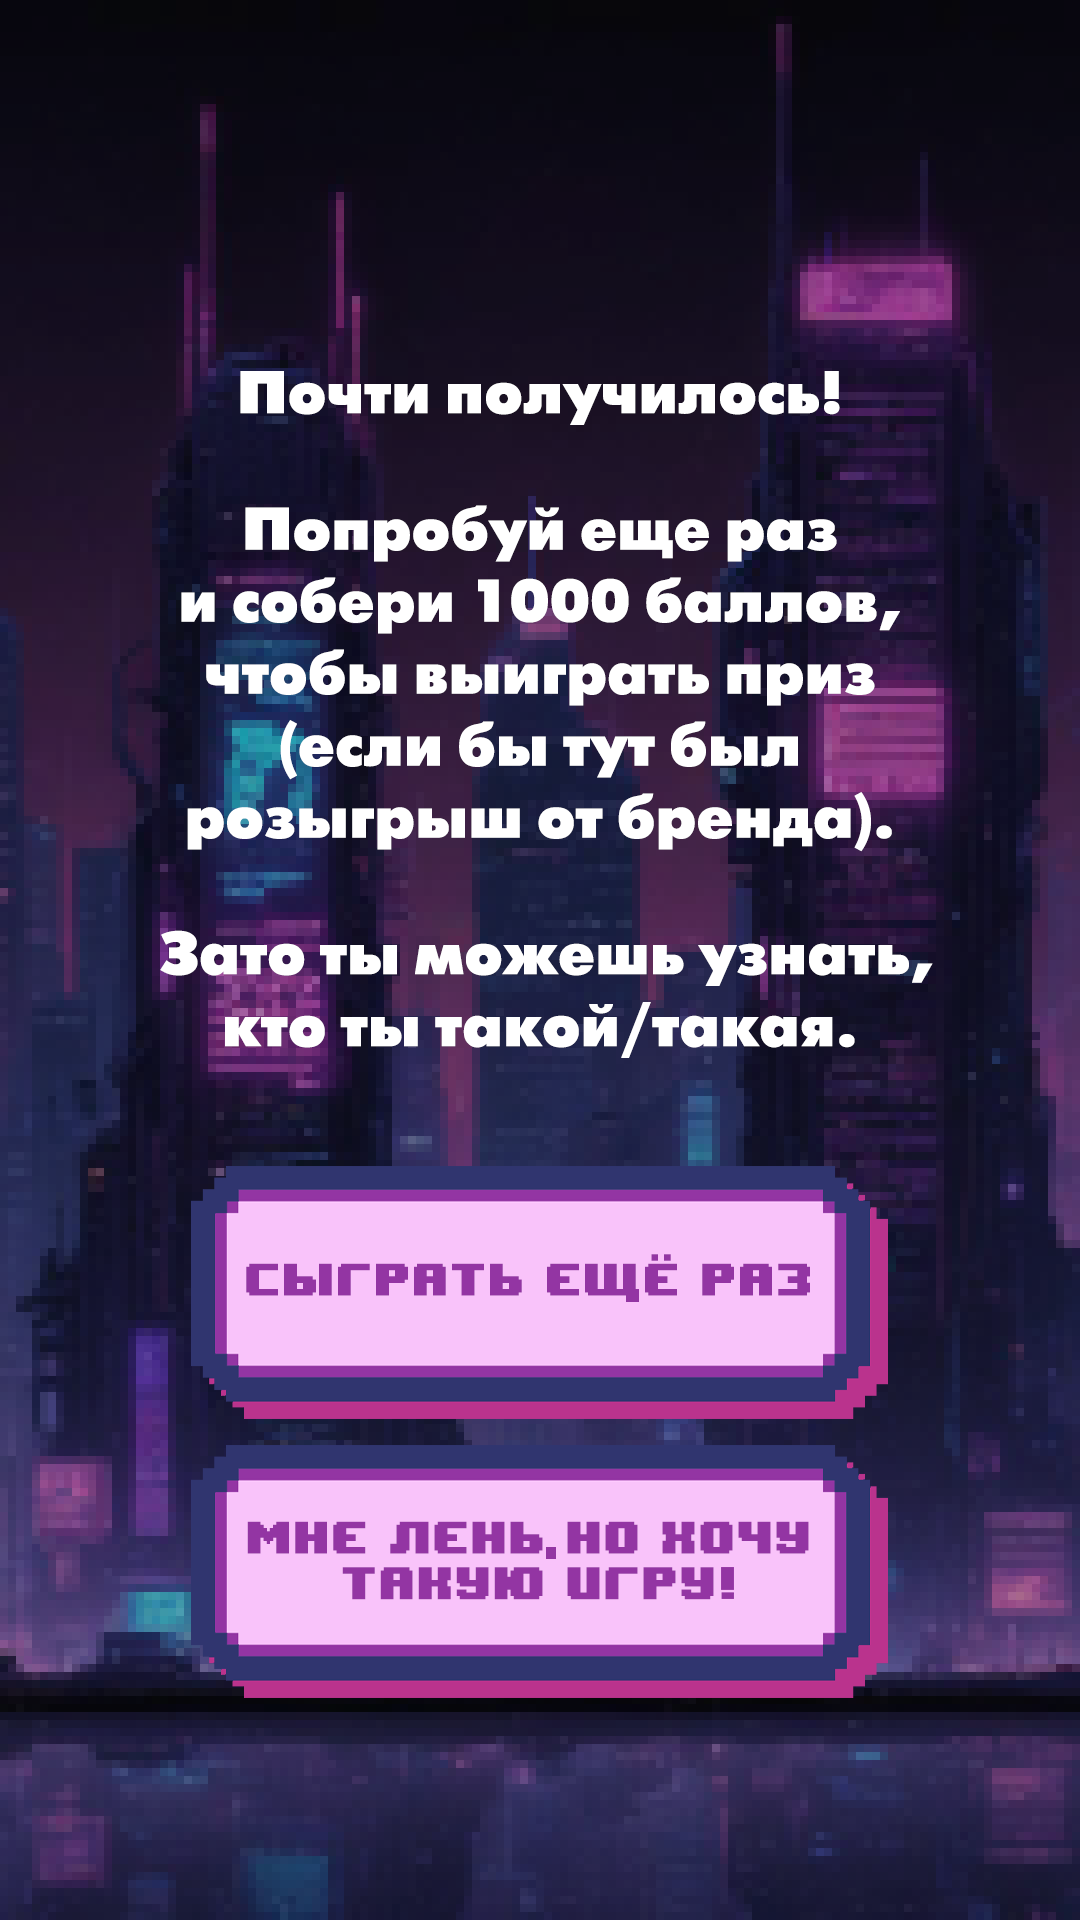 Почти получилось!
Попробуй еще раз
и собери 1000 баллов,
чтобы выиграть приз
(если бы тут был
розыгрыш от бренда).
Зато ты можешь узнать,
кто ты такой/такая.
СЫГРАТЬ ЕЩЁ РАЗ
МНЕ ЛЕНЬ, НО ХОЧУ
ТАКУЮ ИГРУ!